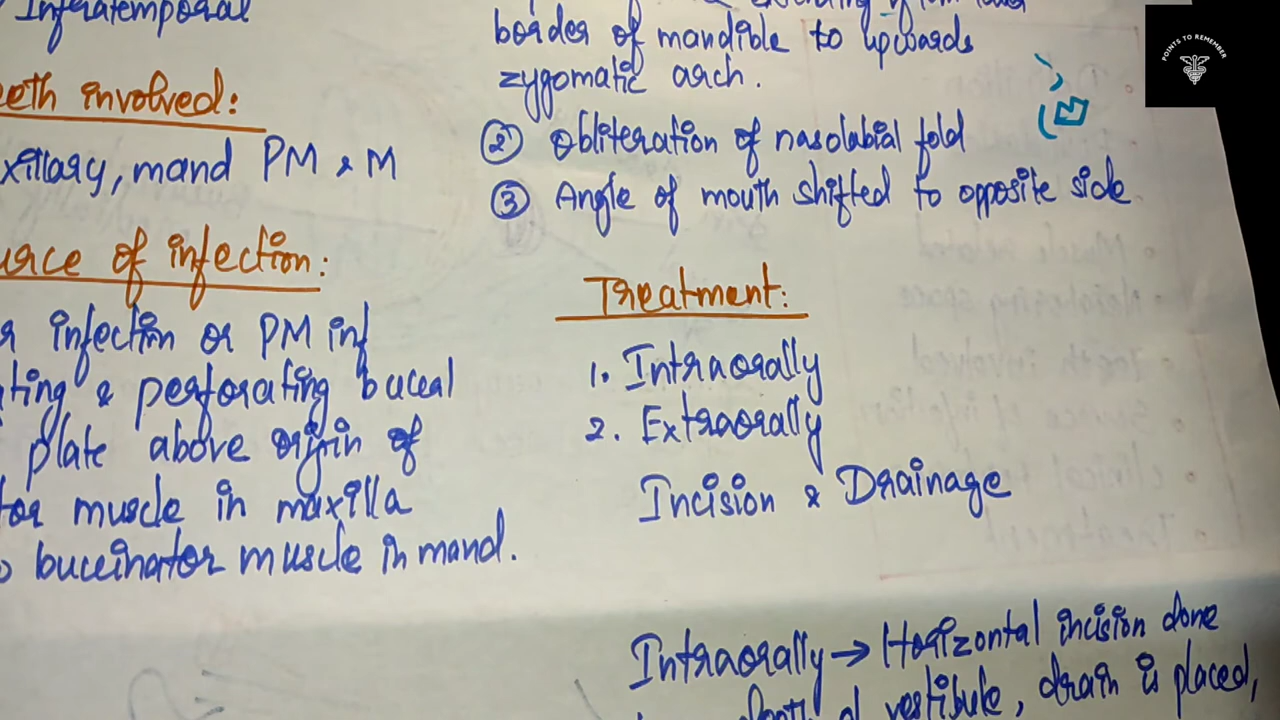 Infratemporal
eeth involved:
xillary, mand PM & M
urce of infection:
infection or PM inf
ating & perforating buccal
plate above origin of
tor muscle in maxilla
buccinator muscle in mand.
border of mandible to upwards
zygomatic arch.
② Obliteration of nasolabial fold
③ Angle of mouth shifted to opposite side
Treatment:
1. Intraorally
2. Extraorally
Incision & Drainage
Intraorally → Horizontal incision done
vestibule, drain is placed,
POINTS TO REMEMBER